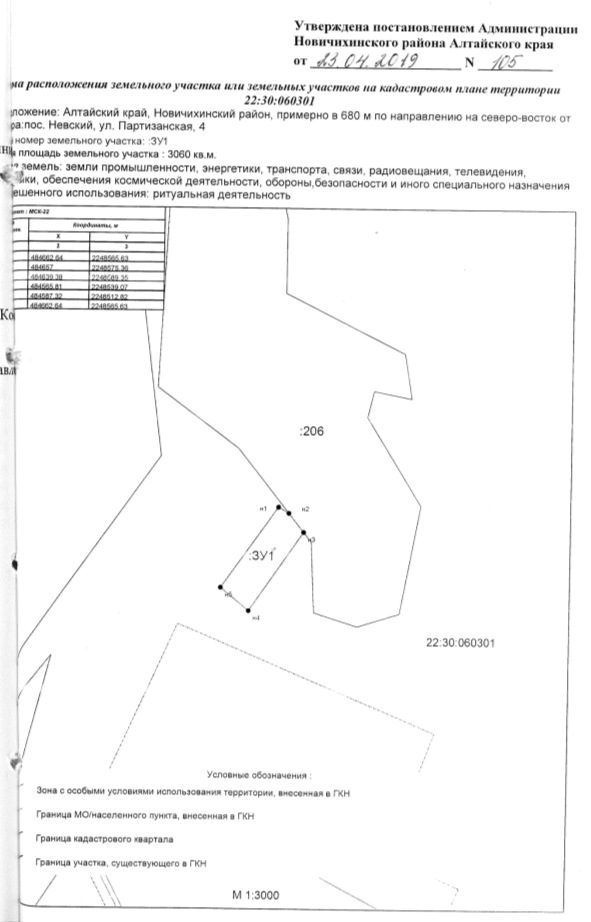 Утверждена постановлением Администрации
Новичихинского района Алтайского края
от 23.04.2019 N 105
ма расположения земельного участка или земельных участков на кадастровом плане территории
22:30:060301
ложение: Алтайский край, Новичихинский район, примерно в 680 м по направлению на северо-восток от
ра:пос. Невский, ул. Партизанская, 4
номер земельного участка: :ЗУ1
площадь земельного участка : 3060 кв.м.
земель: земли промышленности, энергетики, транспорта, связи, радиовещания, телевидения,
ики, обеспечения космической деятельности, обороны,безопасности и иного специального назначения
ешенного использования: ритуальная деятельность
МСК-22
Координаты, м
X Y
2 3
484662.64 2248565.63
484657 2248575.36
484639.38 2248589.35
484565.81 2248539.07
484587.32 2248512.82
484662.64 2248565.63
Ко
:206
н1 н2
н3
:ЗУ1
н5
н4
22:30:060301
Условные обозначения :
Зона с особыми условиями использования территории, внесенная в ГКН
Граница МО/населенного пункта, внесенная в ГКН
Граница кадастрового квартала
Граница участка, существующего в ГКН
М 1:3000